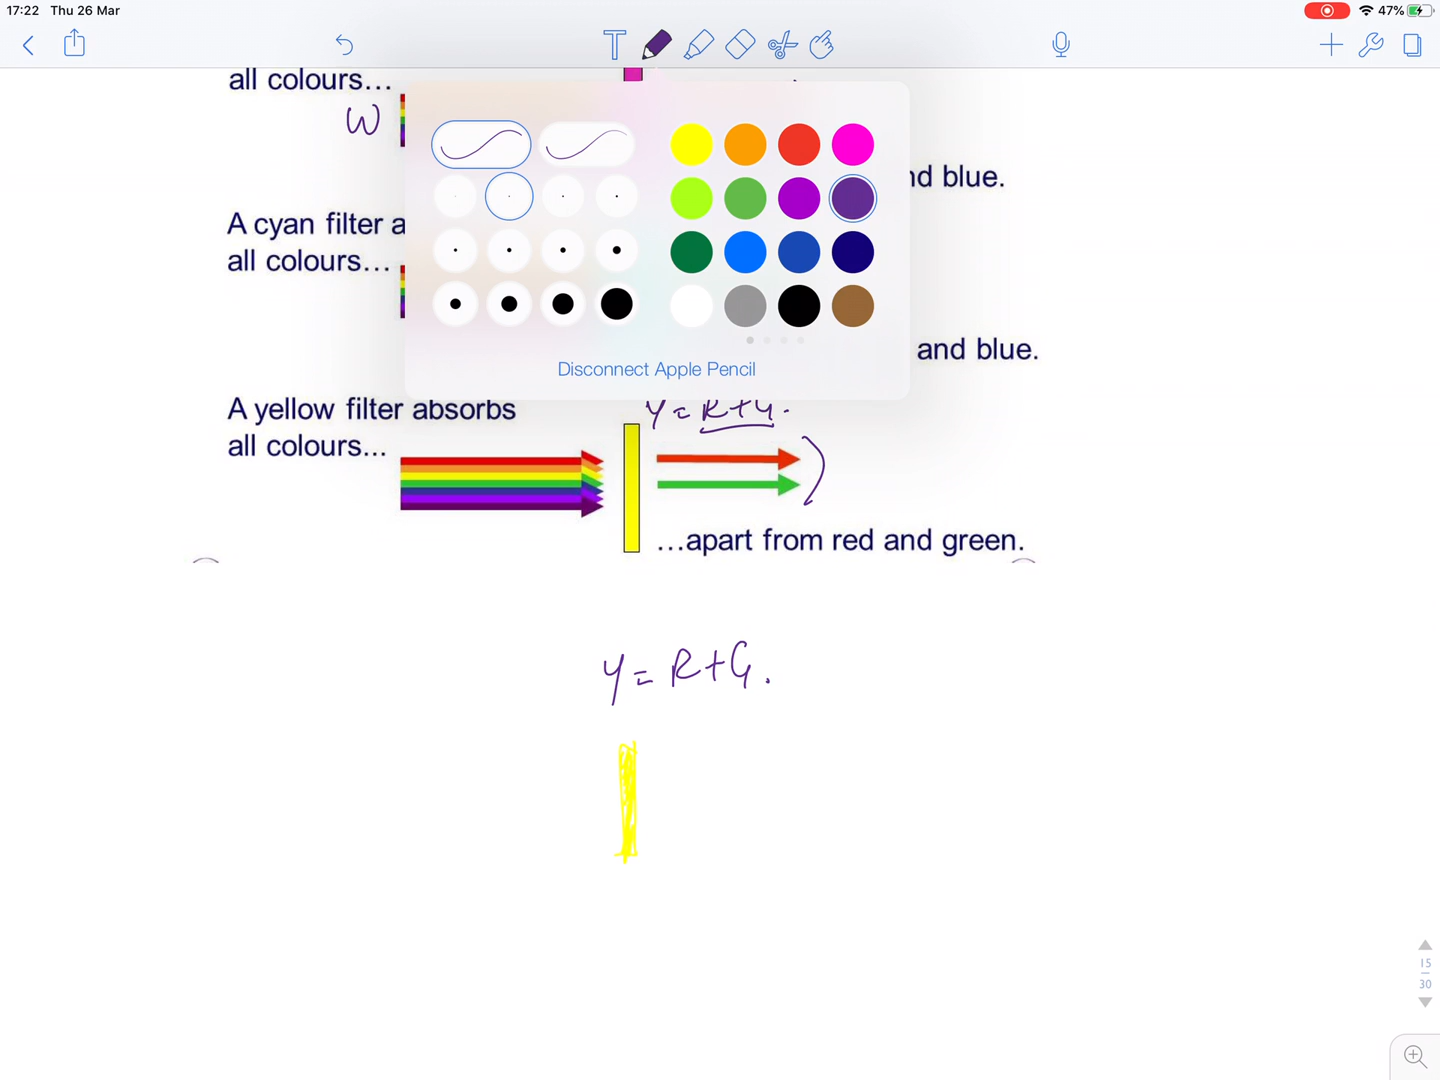 17:22 Thu 26 Mar
47%
T
all colours...
W
nd blue.
A cyan filter a
all colours...
and blue.
Disconnect Apple Pencil
A yellow filter absorbs
y = R+G.
all colours...
...apart from red and green.
y = R+G.
15
30